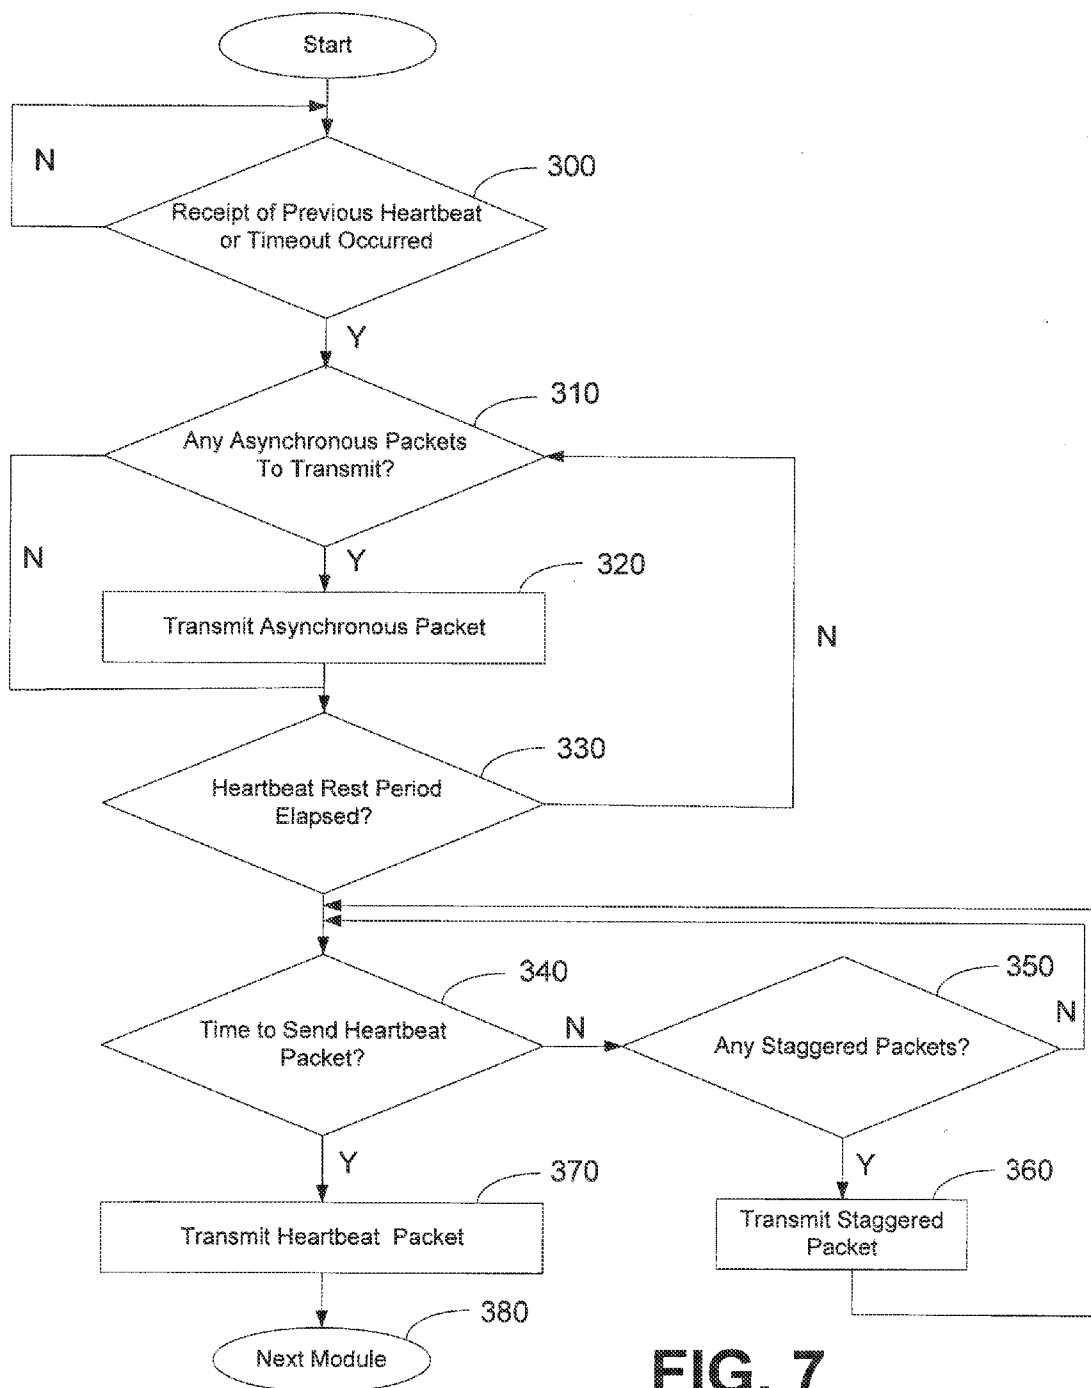 Start
N
300
Receipt of Previous Heartbeat
or Timeout Occurred
Y
310
Any Asynchronous Packets
To Transmit?
N
Y
320
Transmit Asynchronous Packet
N
330
Heartbeat Rest Period
Elapsed?
340
Time to Send Heartbeat
Packet?
N
350
Any Staggered Packets?
N
Y
370
Transmit Heartbeat Packet
Y
360
Transmit Staggered
Packet
380
Next Module
FIG. 7